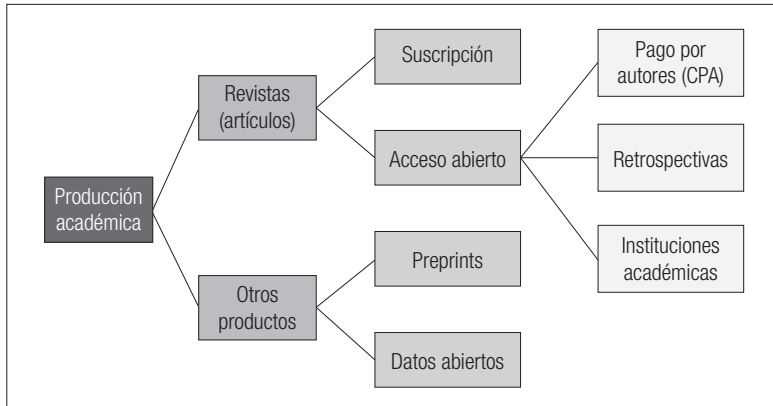 Producción
académica
Revistas
(artículos)
Otros
productos
Suscripción
Acceso abierto
Preprints
Datos abiertos
Pago por
autores (CPA)
Retrospectivas
Instituciones
académicas